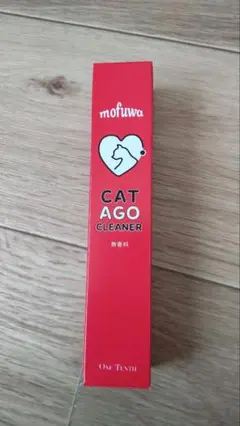 mofuwa
CAT
AGO
CLEANER
無香料
ONE TENTH